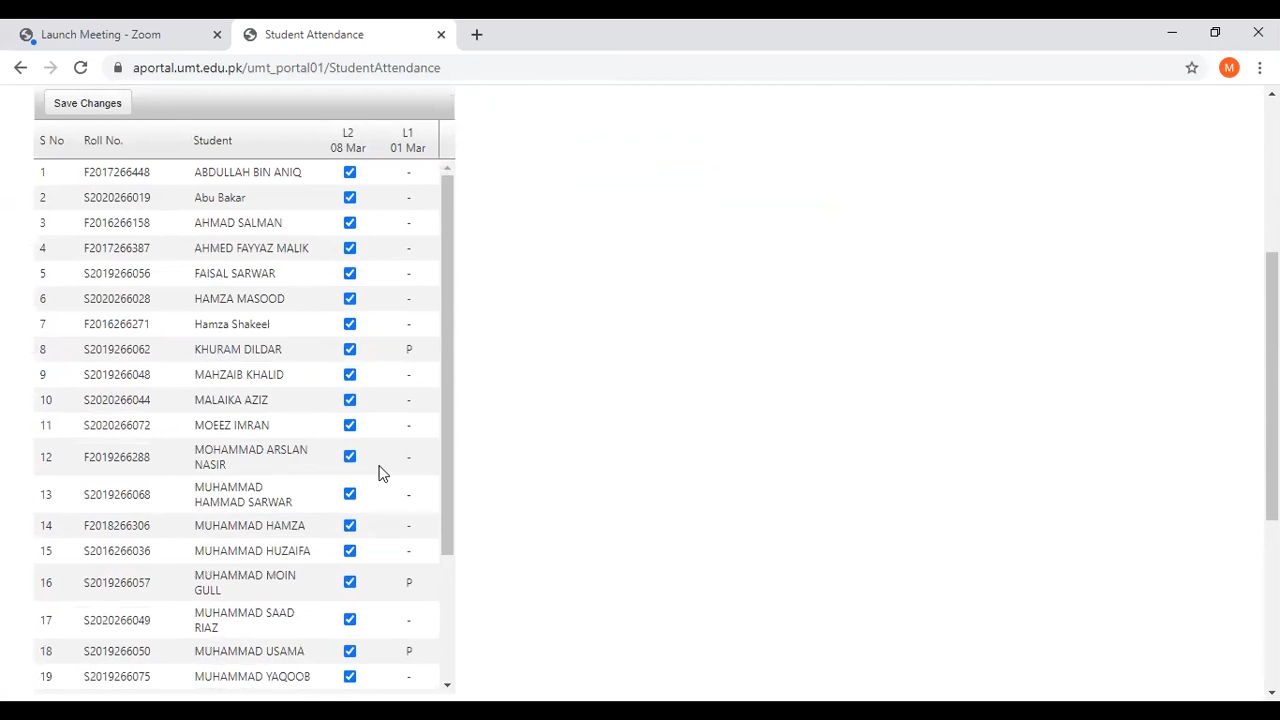 Launch Meeting - Zoom
Student Attendance
aportal.umt.edu.pk/umt_portal01/StudentAttendance
M
Save Changes
S No Roll No. Student L2 08 Mar L1 01 Mar
1 F2017266448 ABDULLAH BIN ANIQ -
2 S2020266019 Abu Bakar -
3 F2016266158 AHMAD SALMAN -
4 F2017266387 AHMED FAYYAZ MALIK -
5 S2019266056 FAISAL SARWAR -
6 S2020266028 HAMZA MASOOD -
7 F2016266271 Hamza Shakeel -
8 S2019266062 KHURAM DILDAR P
9 S2019266048 MAHZAIB KHALID -
10 S2020266044 MALAIKA AZIZ -
11 S2020266072 MOEEZ IMRAN -
12 F2019266288 MOHAMMAD ARSLAN NASIR -
13 S2019266068 MUHAMMAD HAMMAD SARWAR -
14 F2018266306 MUHAMMAD HAMZA -
15 S2016266036 MUHAMMAD HUZAIFA -
16 S2019266057 MUHAMMAD MOIN GULL P
17 S2020266049 MUHAMMAD SAAD RIAZ -
18 S2019266050 MUHAMMAD USAMA P
19 S2019266075 MUHAMMAD YAQOOB -